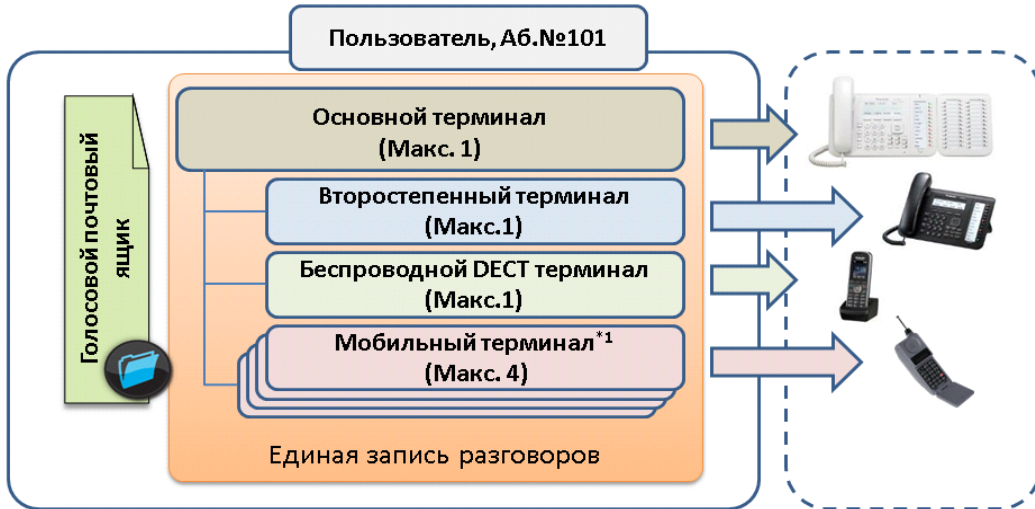 Пользователь, Аб.№101
Голосовой почтовый
ящик
Основной терминал
(Макс. 1)
Второстепенный терминал
(Макс.1)
Беспроводной DECT терминал
(Макс.1)
Мобильный терминал*1
(Макс. 4)
Единая запись разговоров